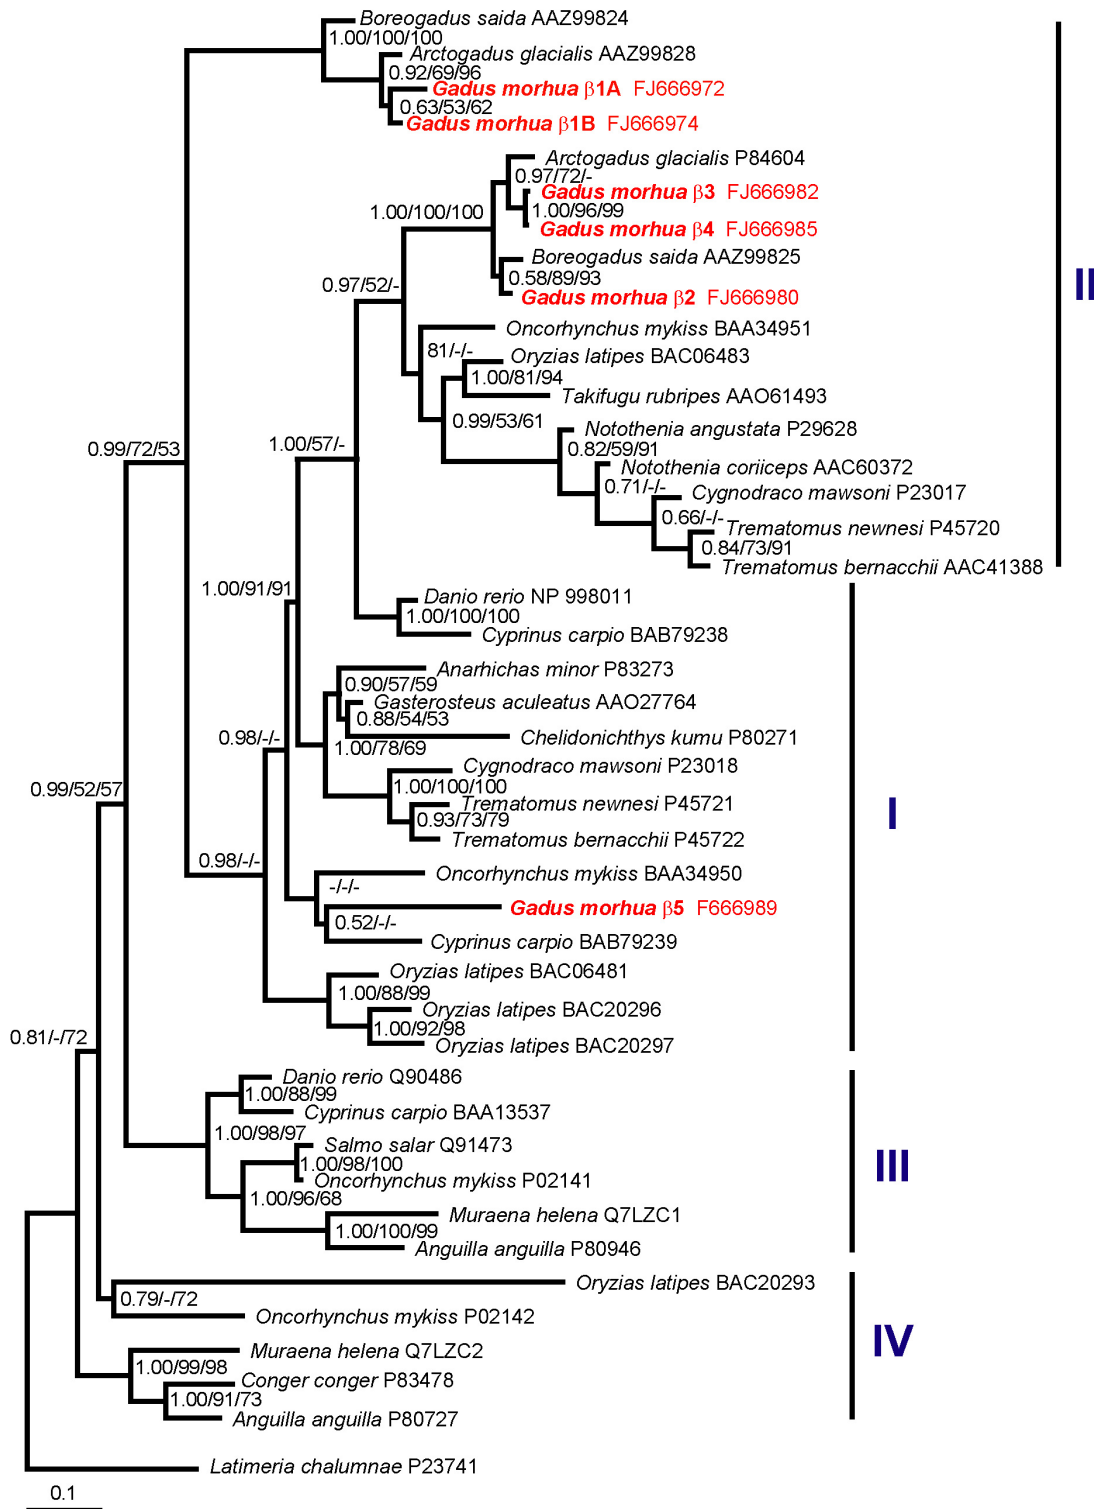 Boreogadus saida AAZ99824
1.00/100/100
Arctogadus glacialis AAZ99828
0.92/69/96
Gadus morhua β1A FJ666972
0.63/53/62
Gadus morhua β1B FJ666974
Arctogadus glacialis P84604
0.97/72/-
Gadus morhua β3 FJ666982
1.00/100/100
1.00/96/99
Gadus morhua β4 FJ666985
Boreogadus saida AAZ99825
0.58/89/93
II
0.97/52/-
Gadus morhua β2 FJ666980
Oncorhynchus mykiss BAA34951
81/-/-
Oryzias latipes BAC06483
1.00/81/94
Takifugu rubripes AAO61493
0.99/53/61
Notothenia angustata P29628
0.99/72/53
1.00/57/-
0.82/59/91
Notothenia coriiceps AAC60372
0.71/-/-
Cygnodraco mawsoni P23017
0.66/-/-
Trematomus newnesi P45720
0.84/73/91
Trematomus bernacchii AAC41388
1.00/91/91
Danio rerio NP 998011
1.00/100/100
Cyprinus carpio BAB79238
Anarhichas minor P83273
0.90/57/59
Gasterosteus aculeatus AAO27764
0.88/54/53
0.98/-/-
Chelidonichthys kumu P80271
1.00/78/69
Cygnodraco mawsoni P23018
0.99/52/57
1.00/100/100
Trematomus newnesi P45721
I
0.93/73/79
Trematomus bernacchii P45722
0.98/-/-
Oncorhynchus mykiss BAA34950
-/-/-
Gadus morhua β5 F666989
0.52/-/-
Cyprinus carpio BAB79239
Oryzias latipes BAC06481
1.00/88/99
Oryzias latipes BAC20296
1.00/92/98
0.81/-/72
Oryzias latipes BAC20297
Danio rerio Q90486
1.00/88/99
Cyprinus carpio BAA13537
1.00/98/97
Salmo salar Q91473
1.00/98/100
III
Oncorhynchus mykiss P02141
1.00/96/68
Muraena helena Q7LZC1
1.00/100/99
Anguilla anguilla P80946
Oryzias latipes BAC20293
0.79/-/72
Oncorhynchus mykiss P02142
IV
Muraena helena Q7LZC2
1.00/99/98
Conger conger P83478
1.00/91/73
Anguilla anguilla P80727
Latimeria chalumnae P23741
0.1